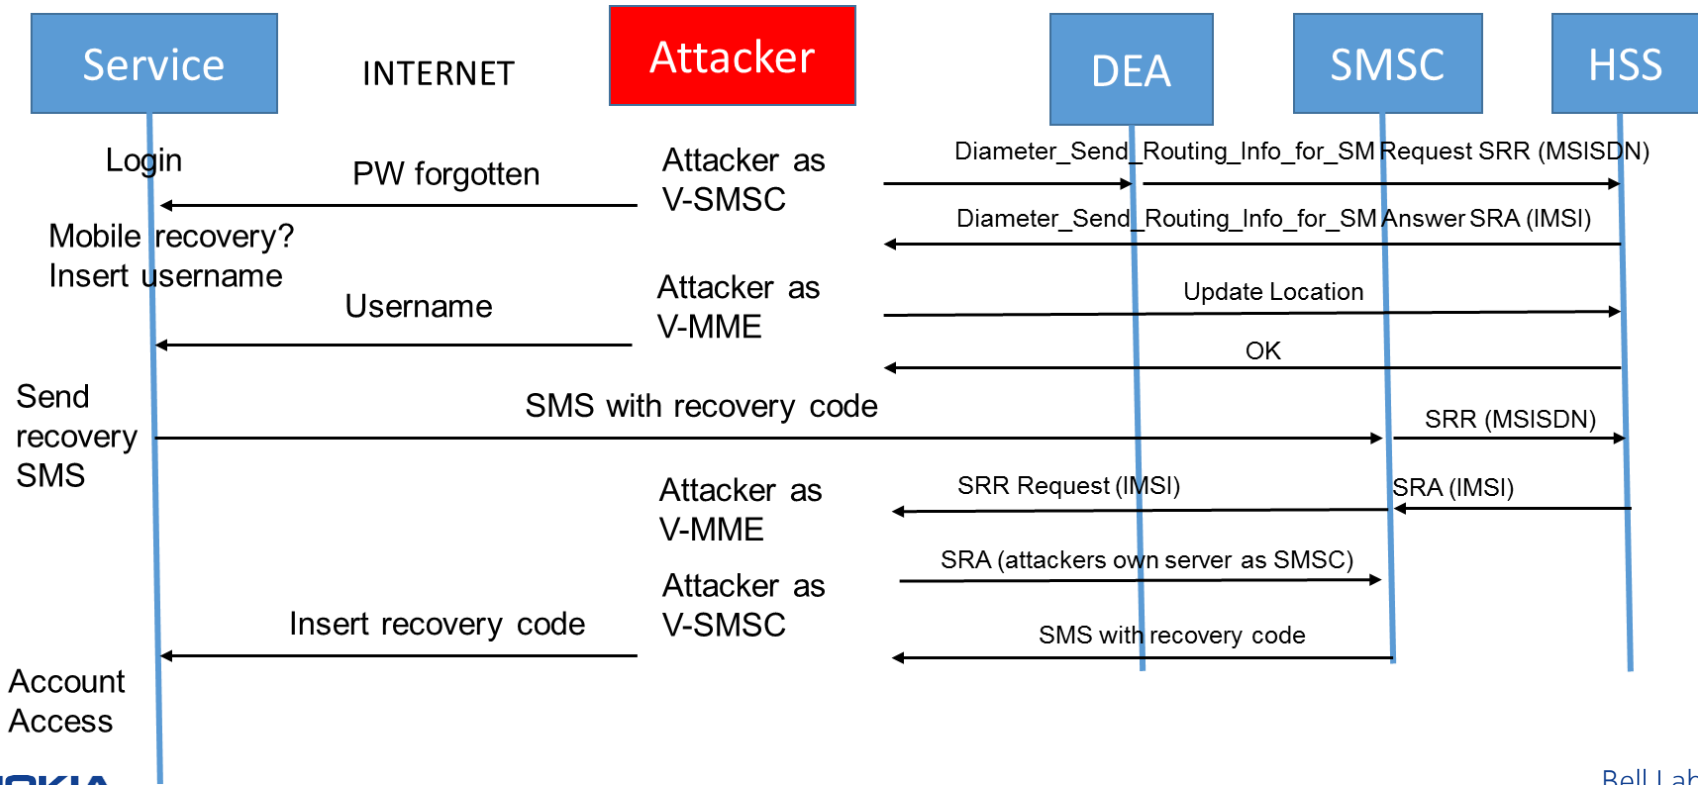 Service
INTERNET
Attacker
DEA
SMSC
HSS
Login
PW forgotten
Attacker as
V-SMSC
Diameter_Send_Routing_Info_for_SM Request SRR (MSISDN)
Diameter_Send_Routing_Info_for_SM Answer SRA (IMSI)
Mobile recovery?
Insert username
Username
Attacker as
V-MME
Update Location
OK
Send
recovery
SMS
SMS with recovery code
SRR (MSISDN)
Attacker as
V-MME
SRR Request (IMSI)
SRA (IMSI)
SRA (attackers own server as SMSC)
Attacker as
V-SMSC
Insert recovery code
SMS with recovery code
Account
Access
NOKIA
Bell Lab